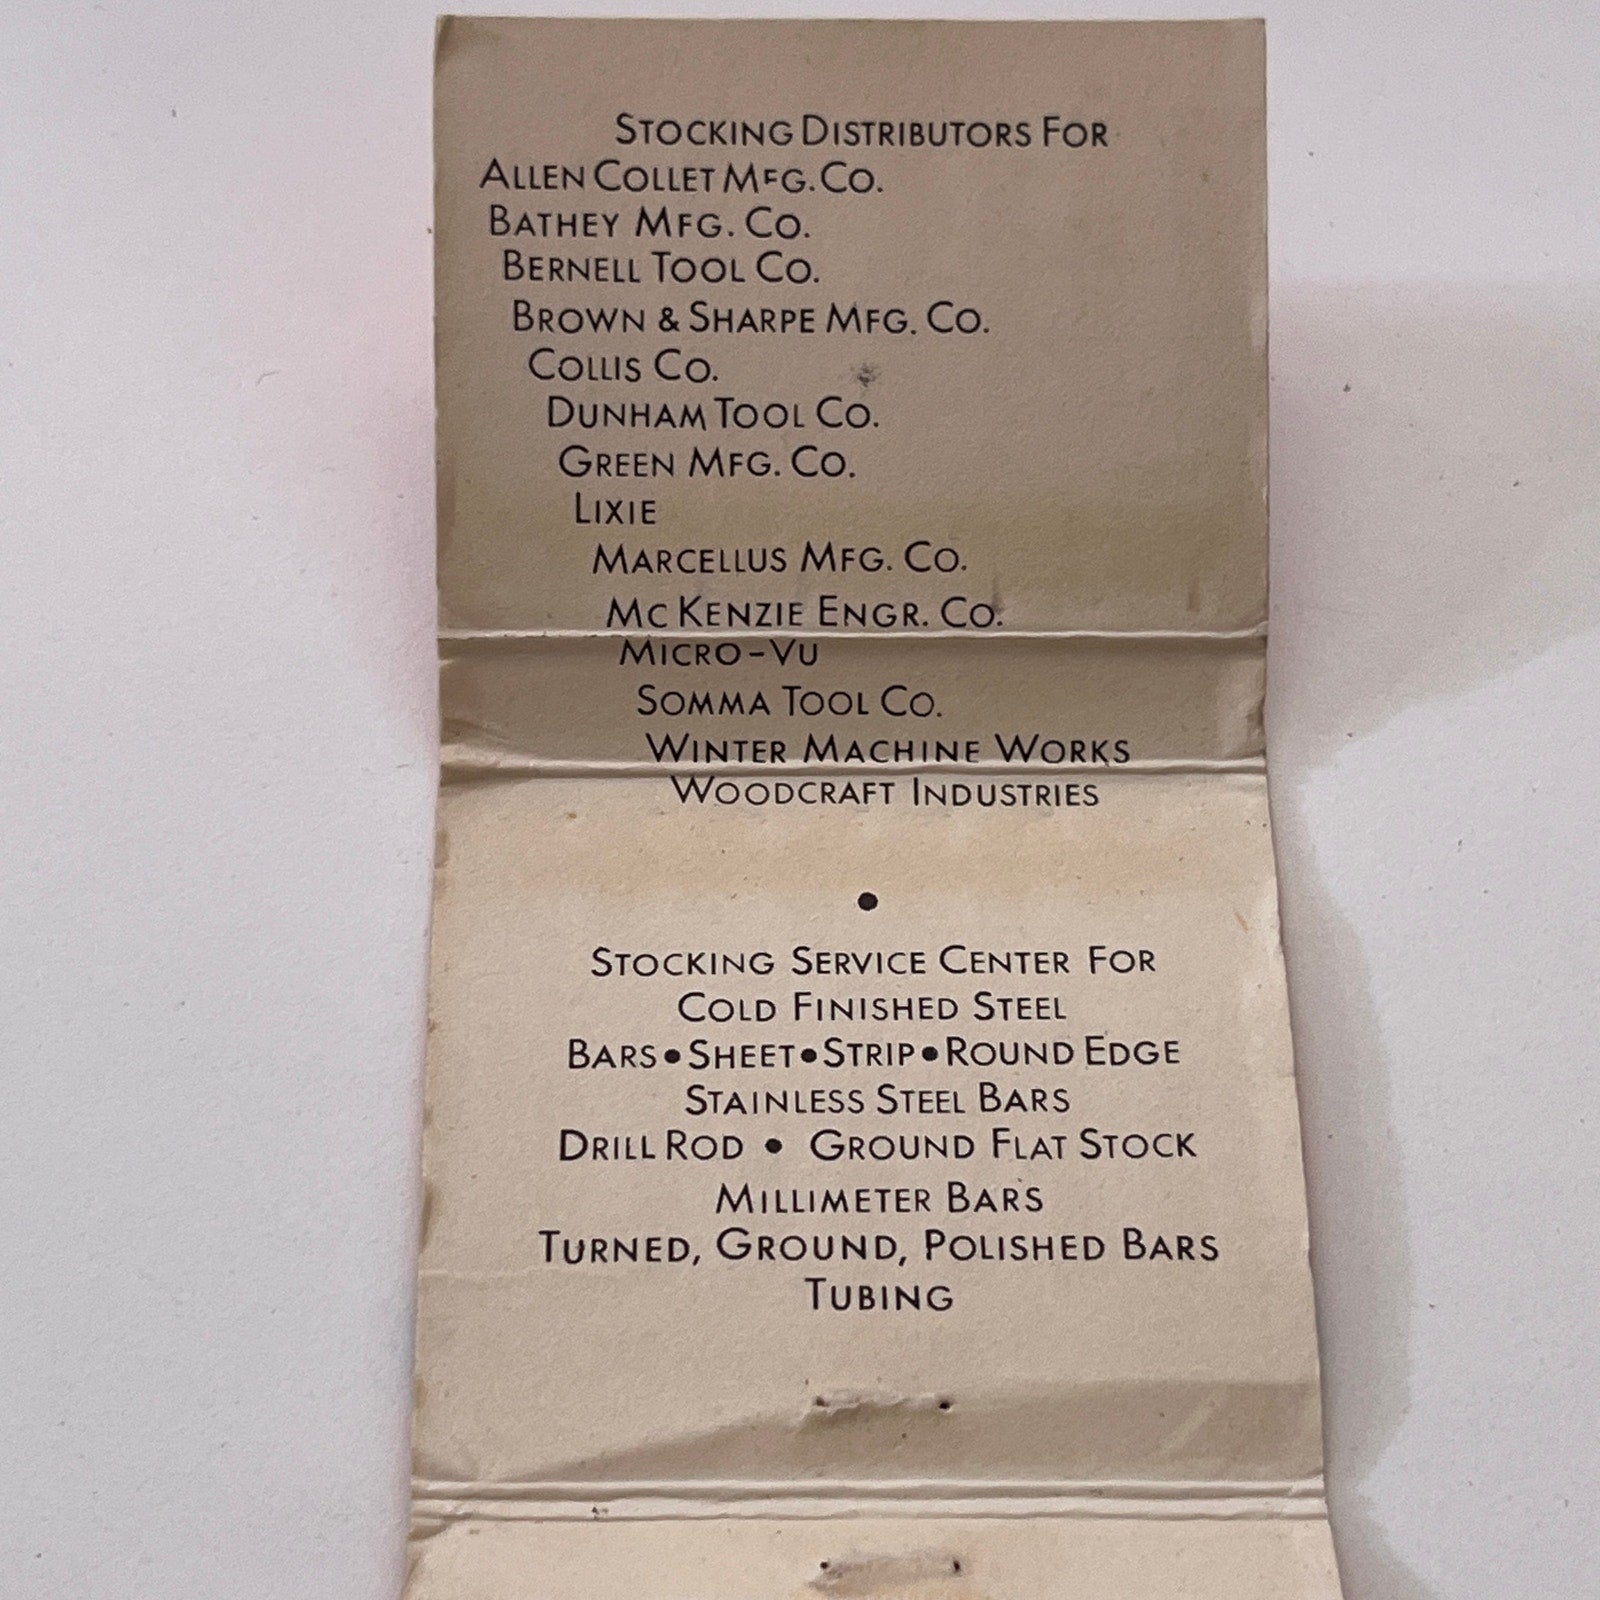 STOCKING DISTRIBUTORS FOR
ALLEN COLLET MFG. CO.
BATHEY MFG. CO.
BERNELL TOOL CO.
BROWN & SHARPE MFG. CO.
COLLIS CO.
DUNHAM TOOL CO.
GREEN MFG. CO.
LIXIE
MARCELLUS MFG. CO.
MCKENZIE ENGR. CO.
MICRO-VU
SOMMA TOOL CO.
WINTER MACHINE WORKS
WOODCRAFT INDUSTRIES
•
STOCKING SERVICE CENTER FOR
COLD FINISHED STEEL
BARS • SHEET • STRIP • ROUND EDGE
STAINLESS STEEL BARS
DRILL ROD • GROUND FLAT STOCK
MILLIMETER BARS
TURNED, GROUND, POLISHED BARS
TUBING